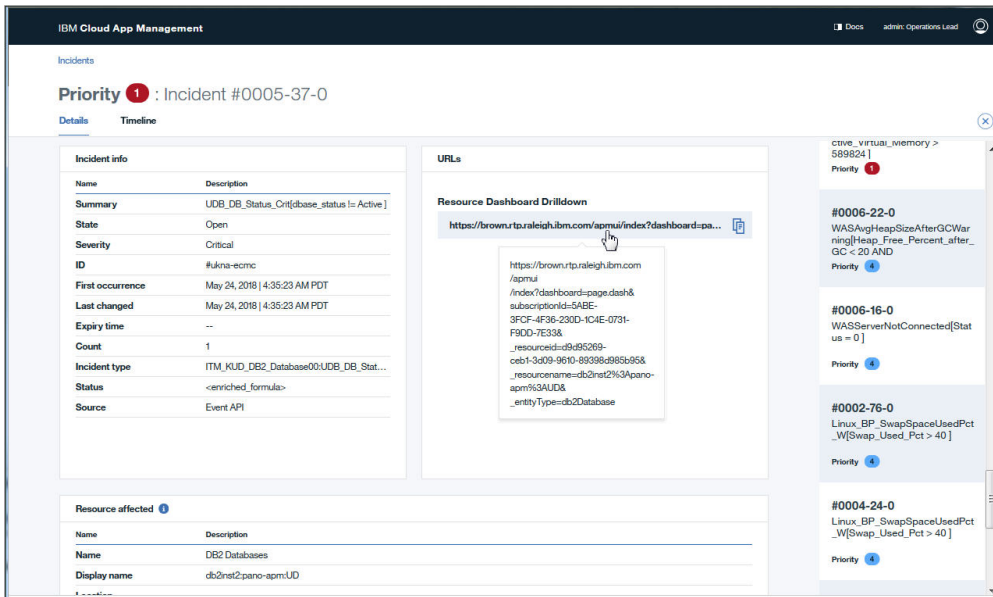 IBM Cloud App Management
Docs
admin: Operations Lead
Incidents
Priority 1 : Incident #0005-37-0
Details Timeline
Incident info
Name Description
Summary UDB_DB_Status_Crit[dbase_status != Active ]
State Open
Severity Critical
ID #ukna-ecmc
First occurrence May 24, 2018 | 4:35:23 AM PDT
Last changed May 24, 2018 | 4:35:23 AM PDT
Expiry time --
Count 1
Incident type ITM_KUD_DB2_Database00:UDB_DB_Stat...
Status <enriched_formula>
Source Event API
URLs
Resource Dashboard Drilldown
https://brown.rtp.raleigh.ibm.com/apmui/index?dashboard=pa...
https://brown.rtp.raleigh.ibm.com
/apmui
/index?dashboard=page.dash&
subscriptionId=5ABE-
3FCF-4F36-230D-1C4E-0731-
F9DD-7E33&
_resourceid=d9d95269-
ceb1-3d09-9610-89398d985b95&
_resourcename=db2inst2%3Apano-
apm%3AUD&
_entityType=db2Database
Resource affected
Name Description
Name DB2 Databases
Display name db2inst2:pano-apm:UD
Location
ctive_Virtual_Memory >
589824 ]
Priority 1
#0006-22-0
WASAvgHeapSizeAfterGCWar
ning[Heap_Free_Percent_after_
GC < 20 AND
Priority 4
#0006-16-0
WASServerNotConnected[Stat
us = 0 ]
Priority 4
#0002-76-0
Linux_BP_SwapSpaceUsedPct
_W[Swap_Used_Pct > 40 ]
Priority 4
#0004-24-0
Linux_BP_SwapSpaceUsedPct
_W[Swap_Used_Pct > 40 ]
Priority 4